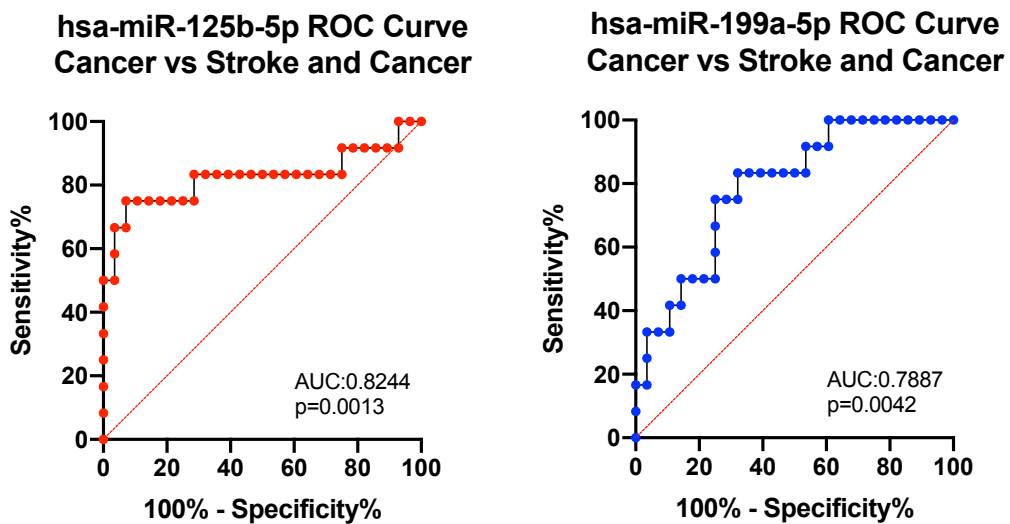 hsa-miR-125b-5p ROC Curve
Cancer vs Stroke and Cancer
100
80
60
40
20
0
Sensitivity%
AUC:0.8244
p=0.0013
0 20 40 60 80 100
100% - Specificity%
hsa-miR-199a-5p ROC Curve
Cancer vs Stroke and Cancer
100
80
60
40
20
0
Sensitivity%
AUC:0.7887
p=0.0042
0 20 40 60 80 100
100% - Specificity%